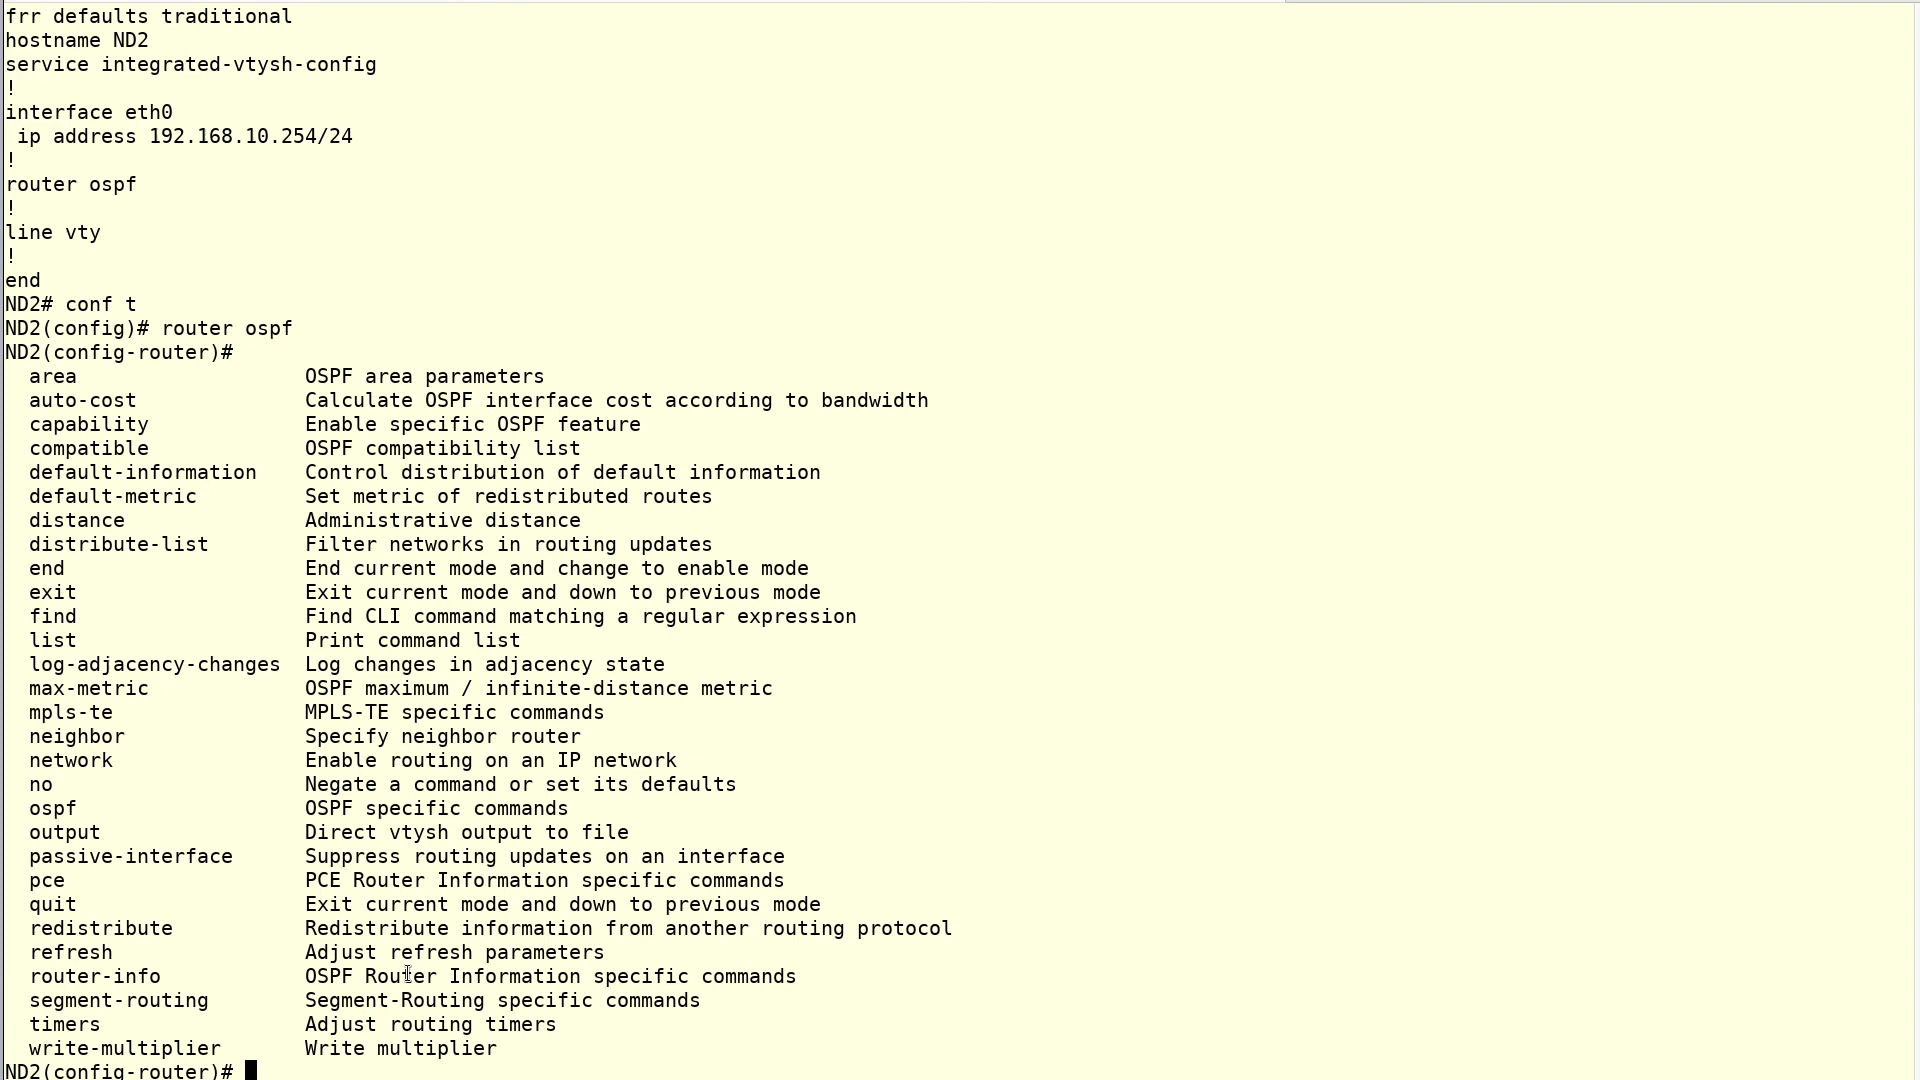 frr defaults traditional
hostname ND2
service integrated-vtysh-config
!
interface eth0
 ip address 192.168.10.254/24
!
router ospf
!
line vty
!
end
ND2# conf t
ND2(config)# router ospf
ND2(config-router)#
  area                   OSPF area parameters
  auto-cost              Calculate OSPF interface cost according to bandwidth
  capability             Enable specific OSPF feature
  compatible             OSPF compatibility list
  default-information    Control distribution of default information
  default-metric         Set metric of redistributed routes
  distance               Administrative distance
  distribute-list        Filter networks in routing updates
  end                    End current mode and change to enable mode
  exit                   Exit current mode and down to previous mode
  find                   Find CLI command matching a regular expression
  list                   Print command list
  log-adjacency-changes  Log changes in adjacency state
  max-metric             OSPF maximum / infinite-distance metric
  mpls-te                MPLS-TE specific commands
  neighbor               Specify neighbor router
  network                Enable routing on an IP network
  no                     Negate a command or set its defaults
  ospf                   OSPF specific commands
  output                 Direct vtysh output to file
  passive-interface      Suppress routing updates on an interface
  pce                    PCE Router Information specific commands
  quit                   Exit current mode and down to previous mode
  redistribute           Redistribute information from another routing protocol
  refresh                Adjust refresh parameters
  router-info            OSPF Router Information specific commands
  segment-routing        Segment-Routing specific commands
  timers                 Adjust routing timers
  write-multiplier       Write multiplier
ND2(config-router)#